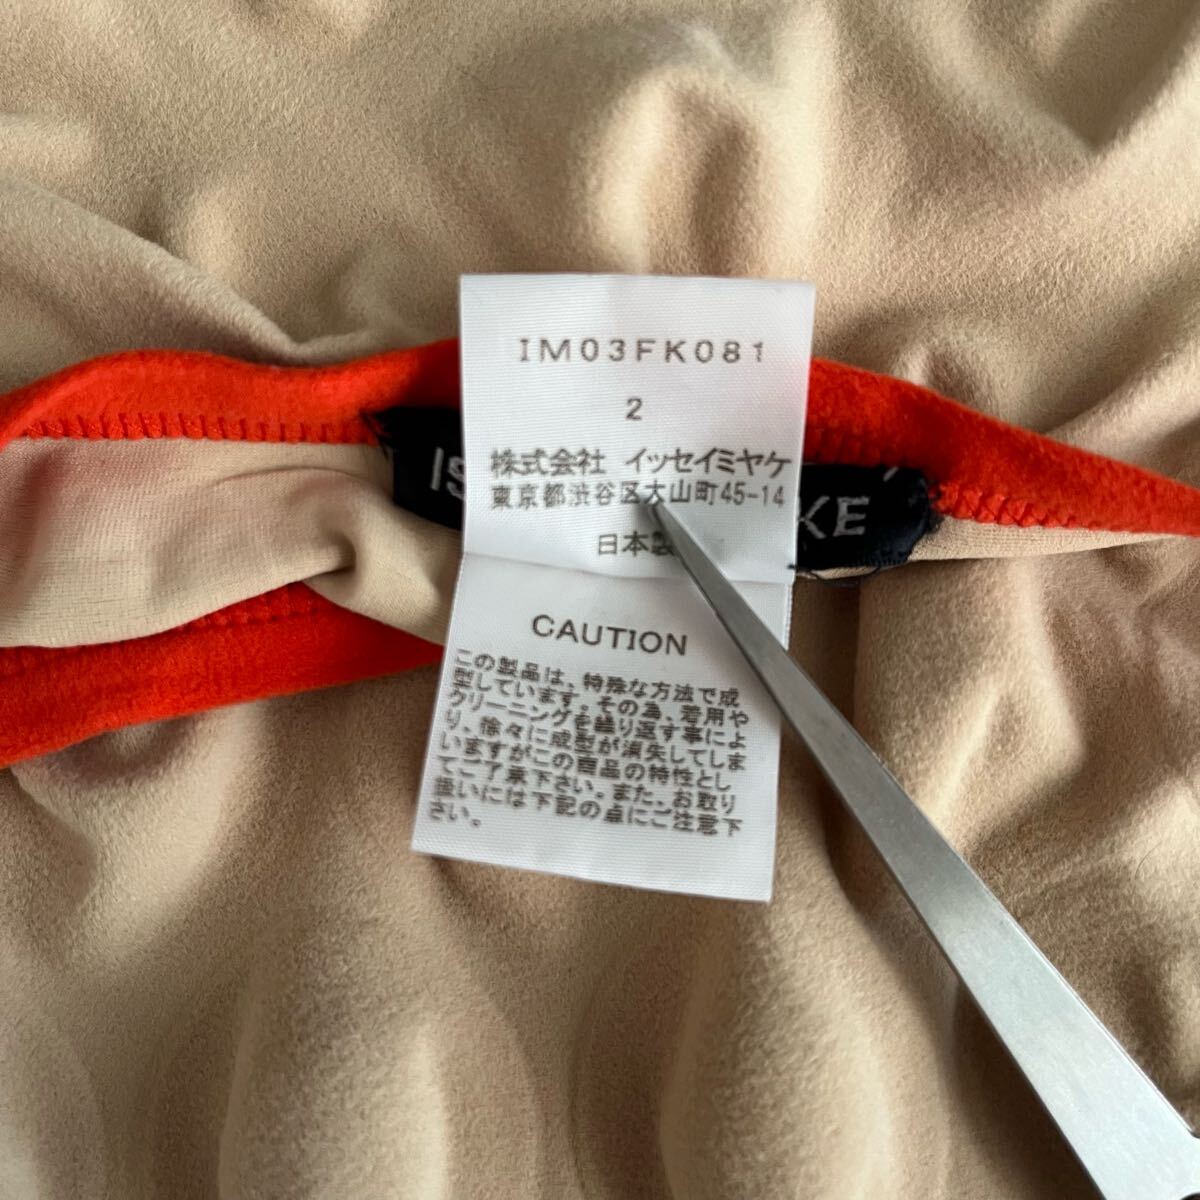 IM03FK081
2
株式会社 イッセイミヤケ
東京都渋谷区大山町45-14
日本製
IS KE
CAUTION
この製品は、特殊な方法で成
型しています。その為、着用や
クリーニングを繰り返す事によ
り、徐々に成型が消失してしま
いますがこの商品の特性とし
てご了承下さい。また、お取り
扱いには下記の点にご注意下
さい。